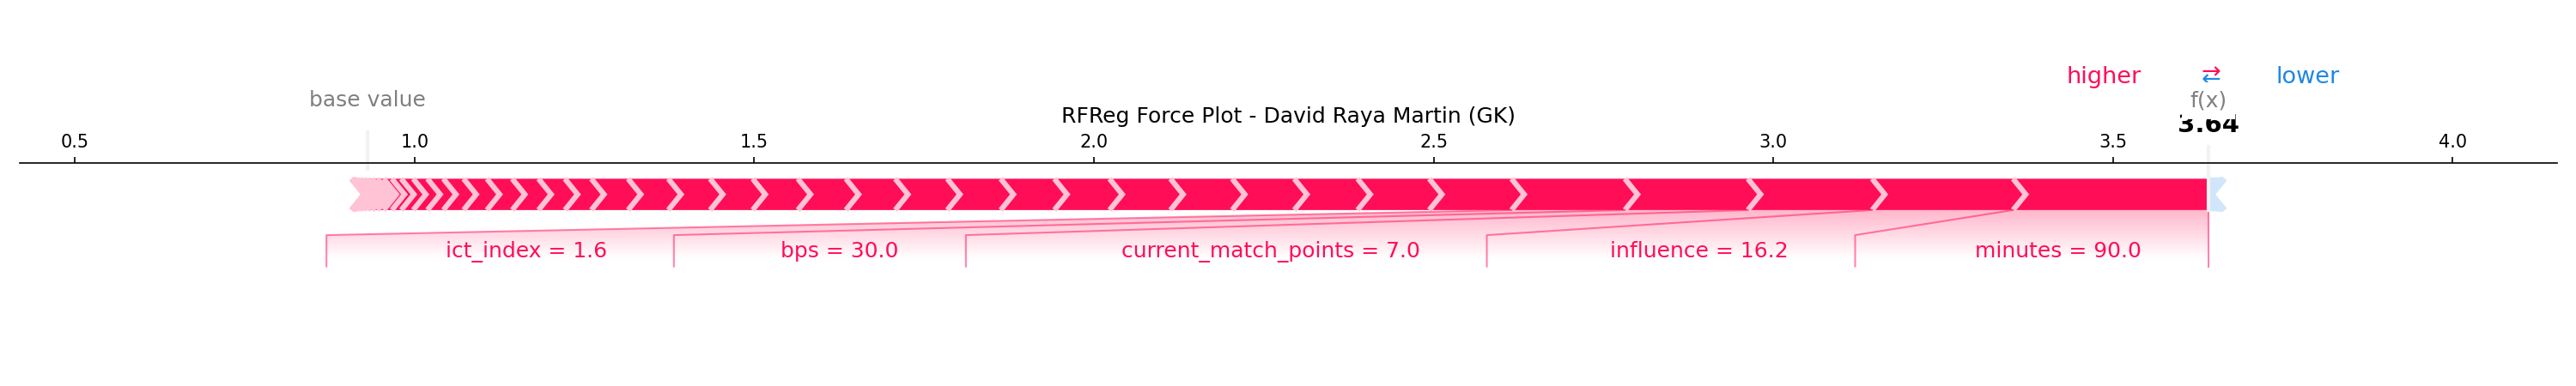 higher ⇄ lower
base value
f(x)
RFReg Force Plot - David Raya Martin (GK)
3.64
0.5 1.0 1.5 2.0 2.5 3.0 3.5 4.0
ict_index = 1.6 bps = 30.0 current_match_points = 7.0 influence = 16.2 minutes = 90.0